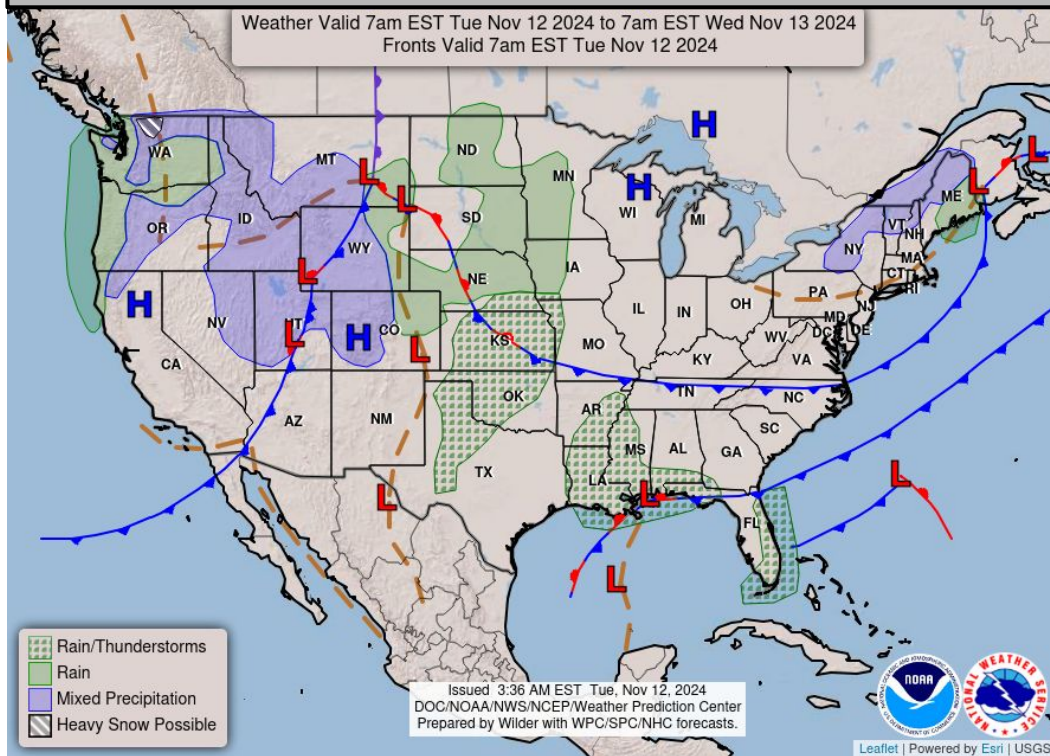 Weather Valid 7am EST Tue Nov 12 2024 to 7am EST Wed Nov 13 2024
Fronts Valid 7am EST Tue Nov 12 2024
H
ND
WA
MT
L
MN
L
L
ME
L
H
OR
ID
SD
WI
MI
VT
NH
WY
NY
MA
L
IA
CT
RI
NE
PA
H
NV
UT
L
H
CO
IL
IN
OH
NJ
MD
DE
DC
KS
MO
WV
VA
CA
L
KY
TN
NC
OK
AR
AZ
NM
SC
MS
AL
GA
TX
LA
L
L
L
FL
L
Rain/Thunderstorms
Rain
Mixed Precipitation
Heavy Snow Possible
Issued 3:36 AM EST Tue, Nov 12, 2024
DOC/NOAA/NWS/NCEP/Weather Prediction Center
Prepared by Wilder with WPC/SPC/NHC forecasts.
NOAA
NATIONAL WEATHER SERVICE
Leaflet | Powered by Esri | USGS